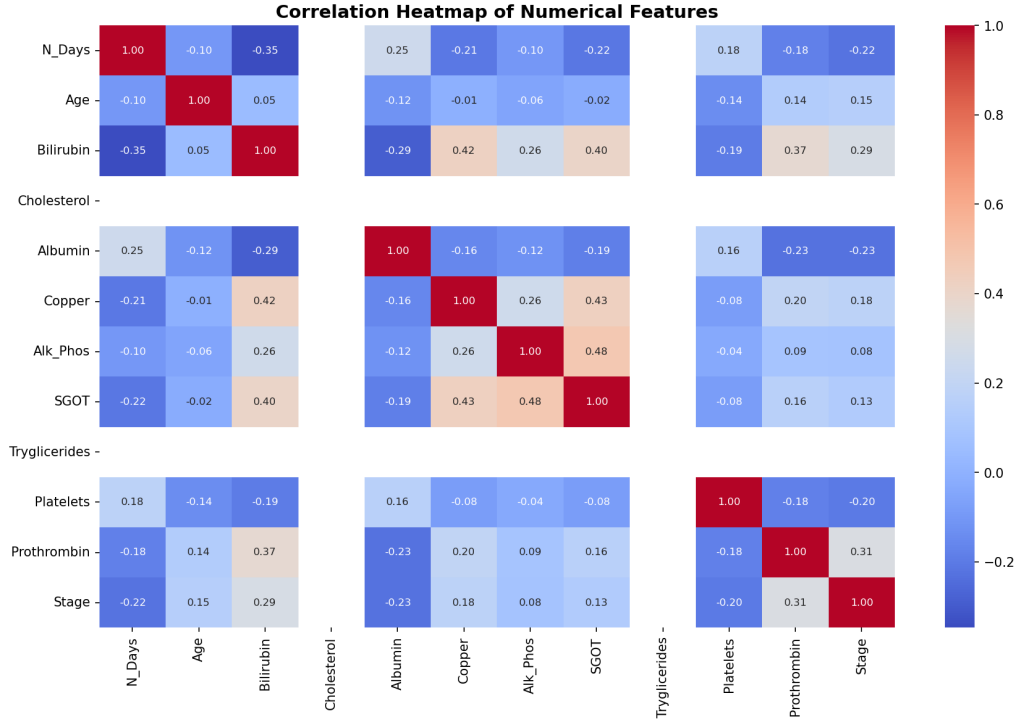 Correlation Heatmap of Numerical Features
N_Days 1.00 -0.10 -0.35 0.25 -0.21 -0.10 -0.22 0.18 -0.18 -0.22
Age -0.10 1.00 0.05 -0.12 -0.01 -0.06 -0.02 -0.14 0.14 0.15
Bilirubin -0.35 0.05 1.00 -0.29 0.42 0.26 0.40 -0.19 0.37 0.29
Cholesterol
Albumin 0.25 -0.12 -0.29 1.00 -0.16 -0.12 -0.19 0.16 -0.23 -0.23
Copper -0.21 -0.01 0.42 -0.16 1.00 0.26 0.43 -0.08 0.20 0.18
Alk_Phos -0.10 -0.06 0.26 -0.12 0.26 1.00 0.48 -0.04 0.09 0.08
SGOT -0.22 -0.02 0.40 -0.19 0.43 0.48 1.00 -0.08 0.16 0.13
Tryglicerides
Platelets 0.18 -0.14 -0.19 0.16 -0.08 -0.04 -0.08 1.00 -0.18 -0.20
Prothrombin -0.18 0.14 0.37 -0.23 0.20 0.09 0.16 -0.18 1.00 0.31
Stage -0.22 0.15 0.29 -0.23 0.18 0.08 0.13 -0.20 0.31 1.00
N_Days
Age
Bilirubin
Cholesterol
Albumin
Copper
Alk_Phos
SGOT
Tryglicerides
Platelets
Prothrombin
Stage
1.0
0.8
0.6
0.4
0.2
0.0
−0.2